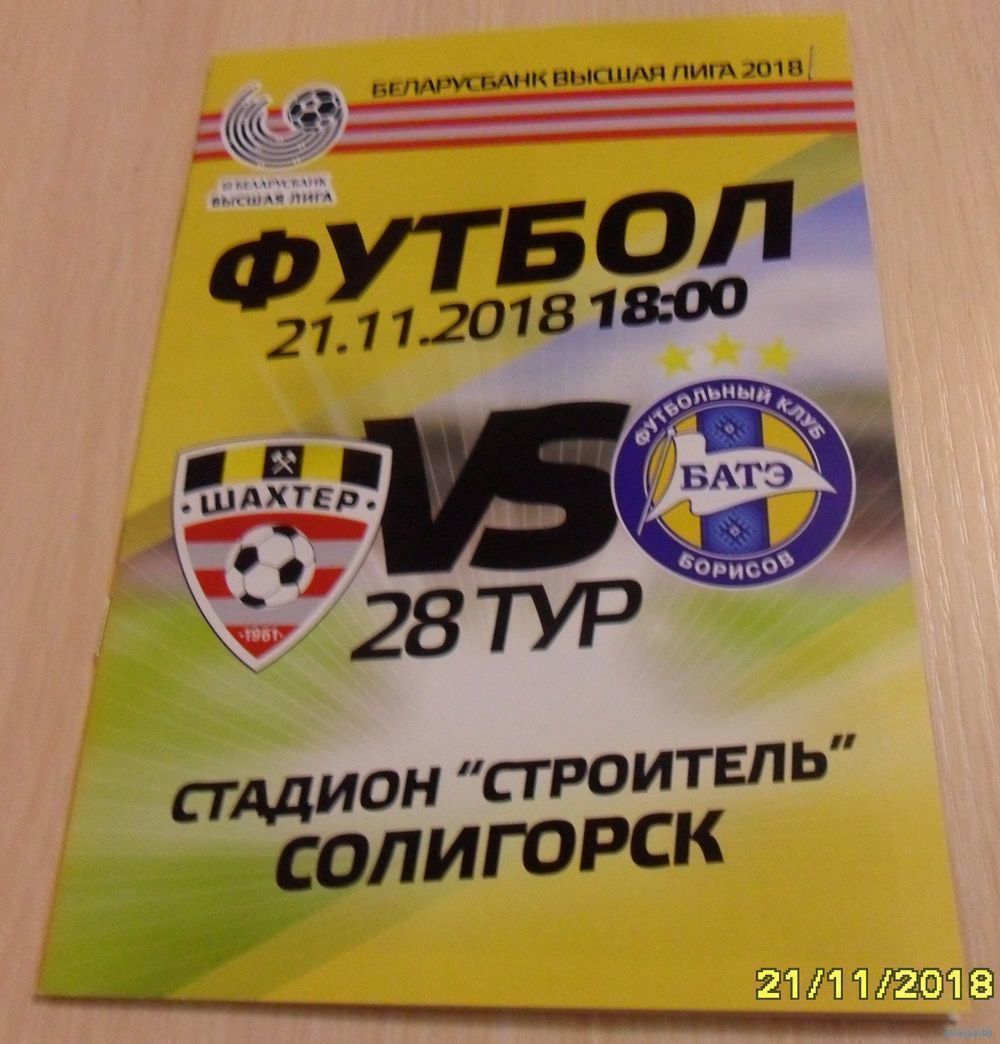 БЕЛАРУСБАНК ВЫСШАЯ ЛИГА 2018
БЕЛАРУСБАНК
ВЫСШАЯ ЛИГА
ФУТБОЛ
21.11.2018 18:00
VS
ШАХТЕР
1961
ФУТБОЛЬНЫЙ КЛУБ
БАТЭ
БОРИСОВ
28 ТУР
СТАДИОН "СТРОИТЕЛЬ"
СОЛИГОРСК
21/11/2018